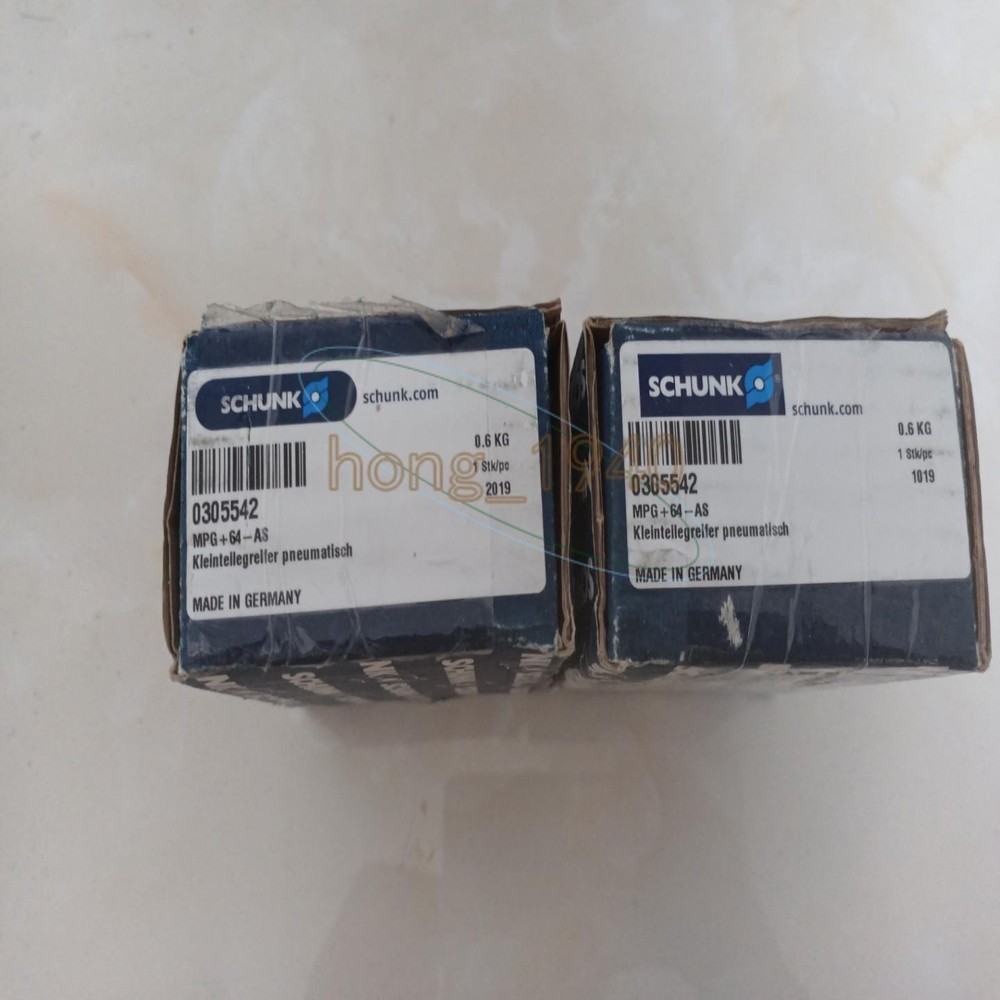 SCHUNK
schunk.com
0.6 KG
1 Stk/pc
2019
0305542
MPG+64-AS
Kleinteilegreifer pneumatisch
MADE IN GERMANY
SCHUNK
schunk.com
0.6 KG
1 Stk/pc
1019
0305542
MPG+64-AS
Kleinteilegreifer pneumatisch
MADE IN GERMANY
hong_1940